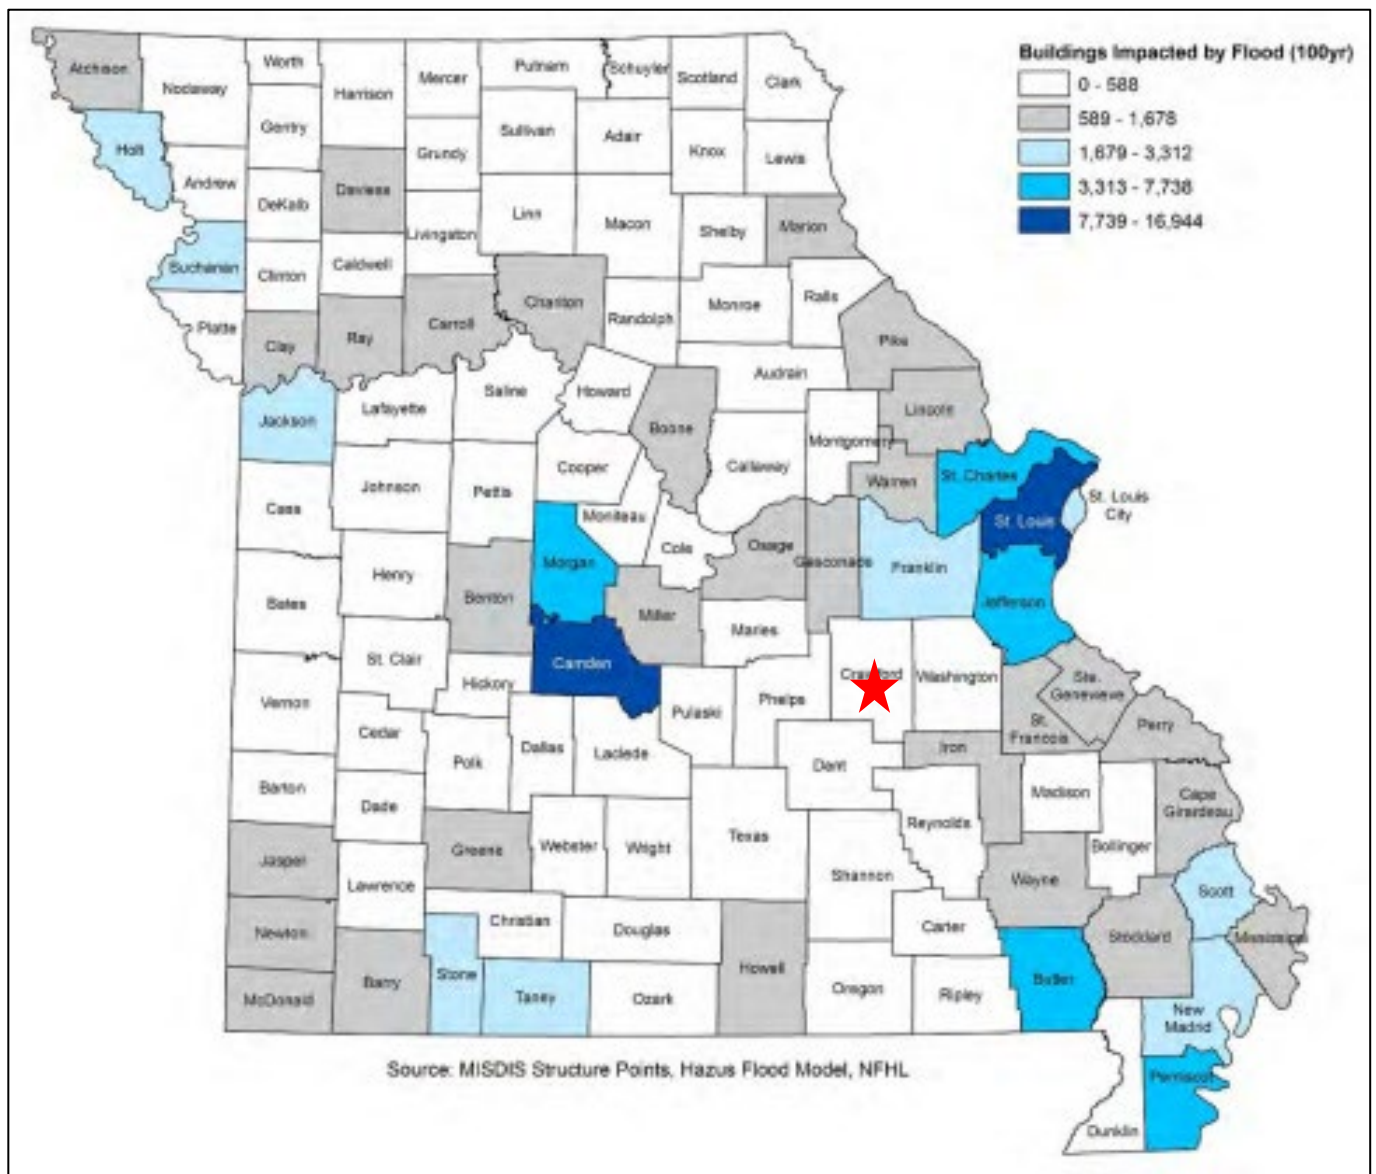 Buildings Impacted by Flood (100yr)
0 - 588
589 - 1,678
1,679 - 3,312
3,313 - 7,738
7,739 - 16,944
Atchison
Nodaway
Worth
Harrison
Mercer
Putnam
Schuyler
Scotland
Clark
Gentry
Sullivan
Adair
Knox
Lewis
Holt
Andrew
DeKalb
Daviess
Grundy
Linn
Macon
Shelby
Marion
Livingston
Buchanan
Clinton
Caldwell
Chariton
Randolph
Monroe
Ralls
Platte
Clay
Ray
Carroll
Pike
Audrain
Jackson
Lafayette
Saline
Howard
Boone
Lincoln
Montgomery
Callaway
Warren
St. Charles
St. Louis
City
St. Louis
Cass
Johnson
Pettis
Cooper
Moniteau
Cole
Osage
Gasconade
Franklin
Jefferson
Morgan
Bates
Henry
Benton
Miller
Maries
Camden
St. Clair
Hickory
Vernon
Pulaski
Phelps
Crawford
Washington
Ste.
Genevieve
St.
Francois
Perry
Cedar
Polk
Dallas
Laclede
Dent
Iron
Madison
Cape
Girardeau
Barton
Dade
Texas
Reynolds
Bollinger
Jasper
Greene
Webster
Wright
Shannon
Wayne
Scott
Lawrence
Christian
Douglas
Carter
Stoddard
Mississippi
Newton
Barry
Stone
Taney
Ozark
Howell
Oregon
Ripley
Butler
New
Madrid
McDonald
Pemiscot
Dunklin
Source: MISDIS Structure Points, Hazus Flood Model, NFHL